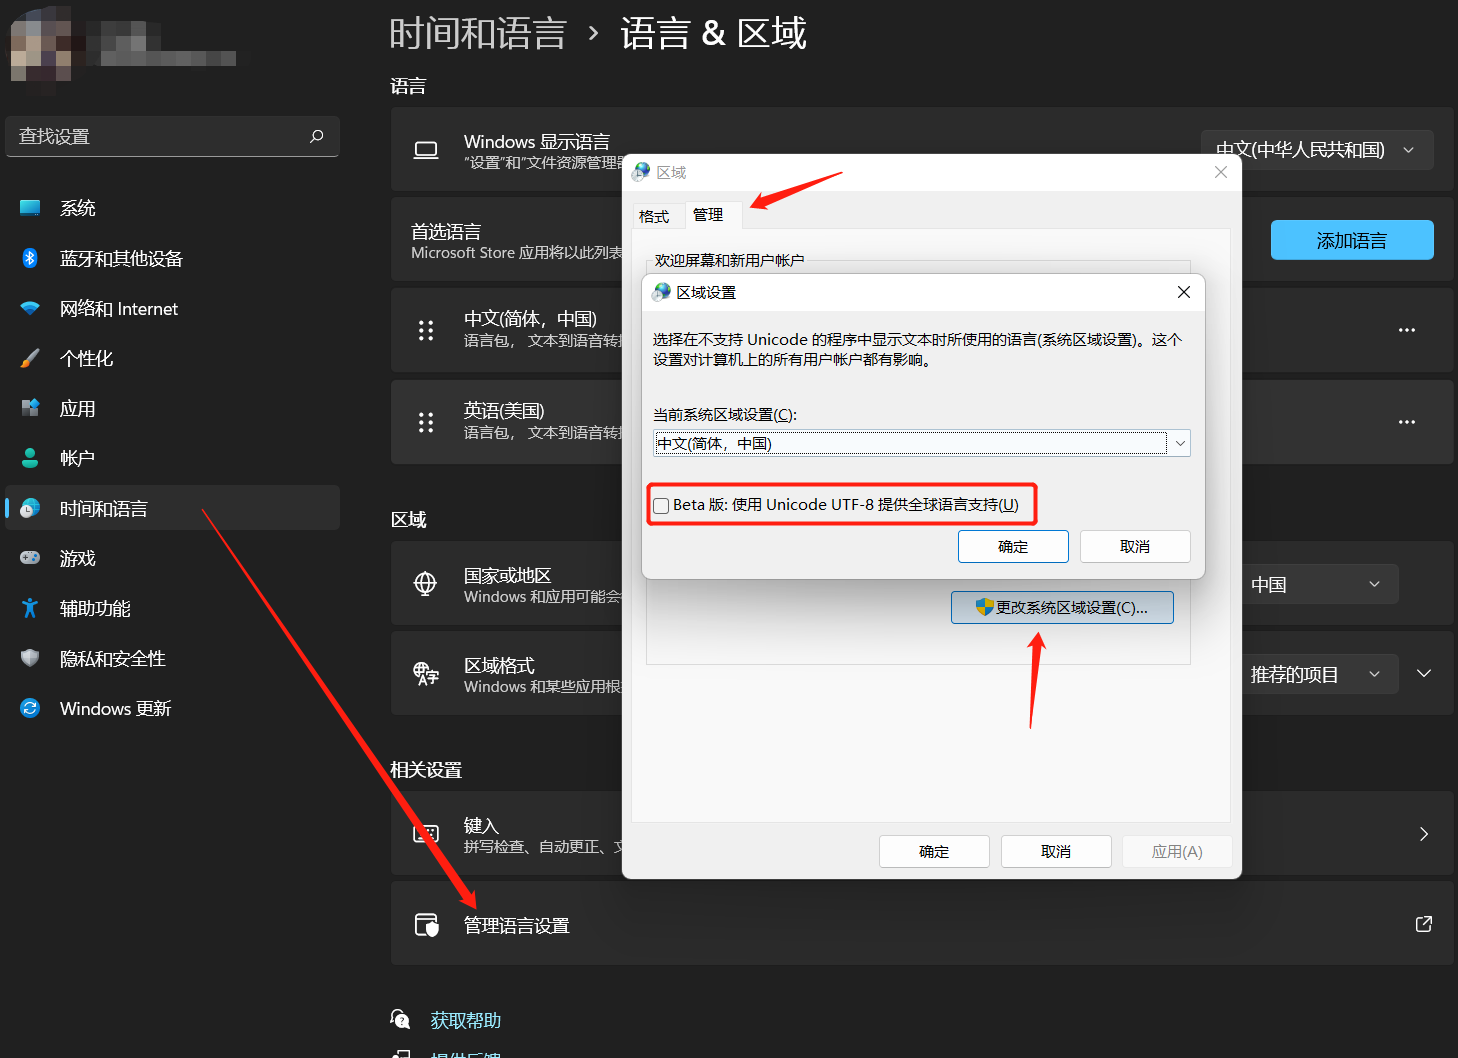 时间和语言 › 语言 & 区域
查找设置
系统
蓝牙和其他设备
网络和 Internet
个性化
应用
帐户
时间和语言
游戏
辅助功能
隐私和安全性
Windows 更新
语言
Windows 显示语言
“设置”和“文件资源管理
中文(中华人民共和国)
首选语言
Microsoft Store 应用将以此列表
添加语言
中文(简体，中国)
语言包， 文本到语音转
英语(美国)
语言包， 文本到语音转
区域
国家或地区
Windows 和应用可能会
中国
区域格式
Windows 和某些应用根
推荐的项目
相关设置
键入
拼写检查、自动更正、
管理语言设置
获取帮助
提供反馈
区域
格式
管理
欢迎屏幕和新用户帐户
区域设置
选择在不支持 Unicode 的程序中显示文本时所使用的语言(系统区域设置)。这个
设置对计算机上的所有用户帐户都有影响。
当前系统区域设置(C):
中文(简体，中国)
Beta 版: 使用 Unicode UTF-8 提供全球语言支持(U)
确定
取消
更改系统区域设置(C)...
确定
取消
应用(A)